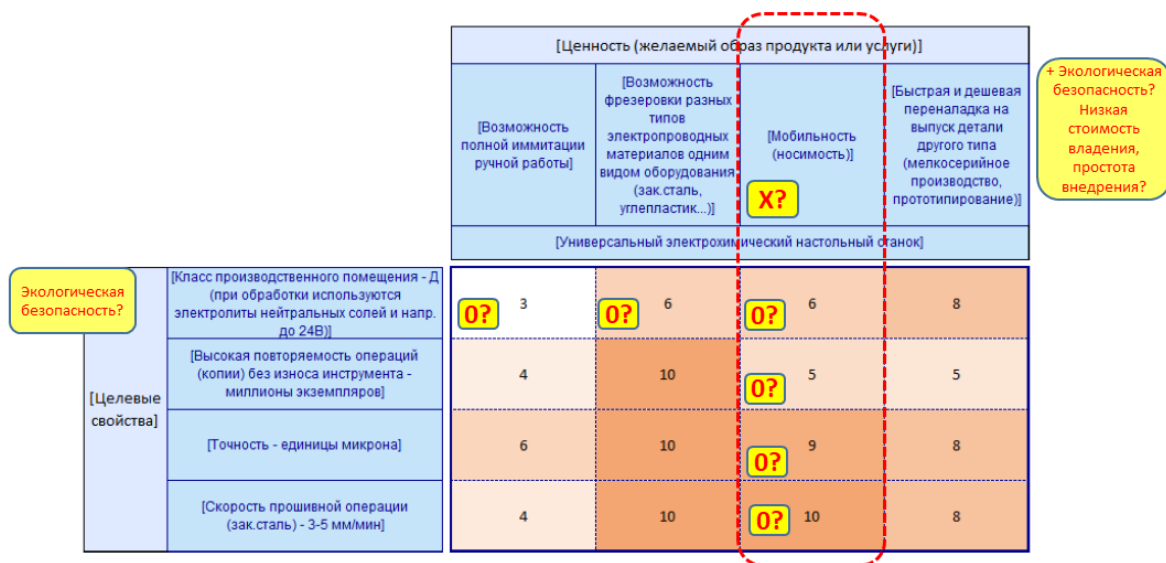 [Ценность (желаемый образ продукта или услуги)]
[Возможность
полной иммитации
ручной работы]
[Возможность
фрезеровки разных
типов
электропроводных
материалов одним
видом оборудования
(зак.сталь,
углепластик...)]
[Мобильность
(носимость)]
X?
[Быстрая и дешевая
переналадка на
выпуск детали
другого типа
(мелкосерийное
производство,
прототипирование)]
+ Экологическая
безопасность?
Низкая
стоимость
владения,
простота
внедрения?
[Универсальный электрохимический настольный станок]
Экологическая
безопасность?
[Целевые
свойства]
[Класс производственного помещения - Д
(при обработки используются
электролиты нейтральных солей и напр.
до 24В)]
0? 3 0? 6 0? 6 8
[Высокая повторяемость операций
(копии) без износа инструмента -
миллионы экземпляров]
4 10 0? 5 5
[Точность - единицы микрона]
6 10 0? 9 8
[Скорость прошивной операции
(зак.сталь) - 3-5 мм/мин]
4 10 0? 10 8